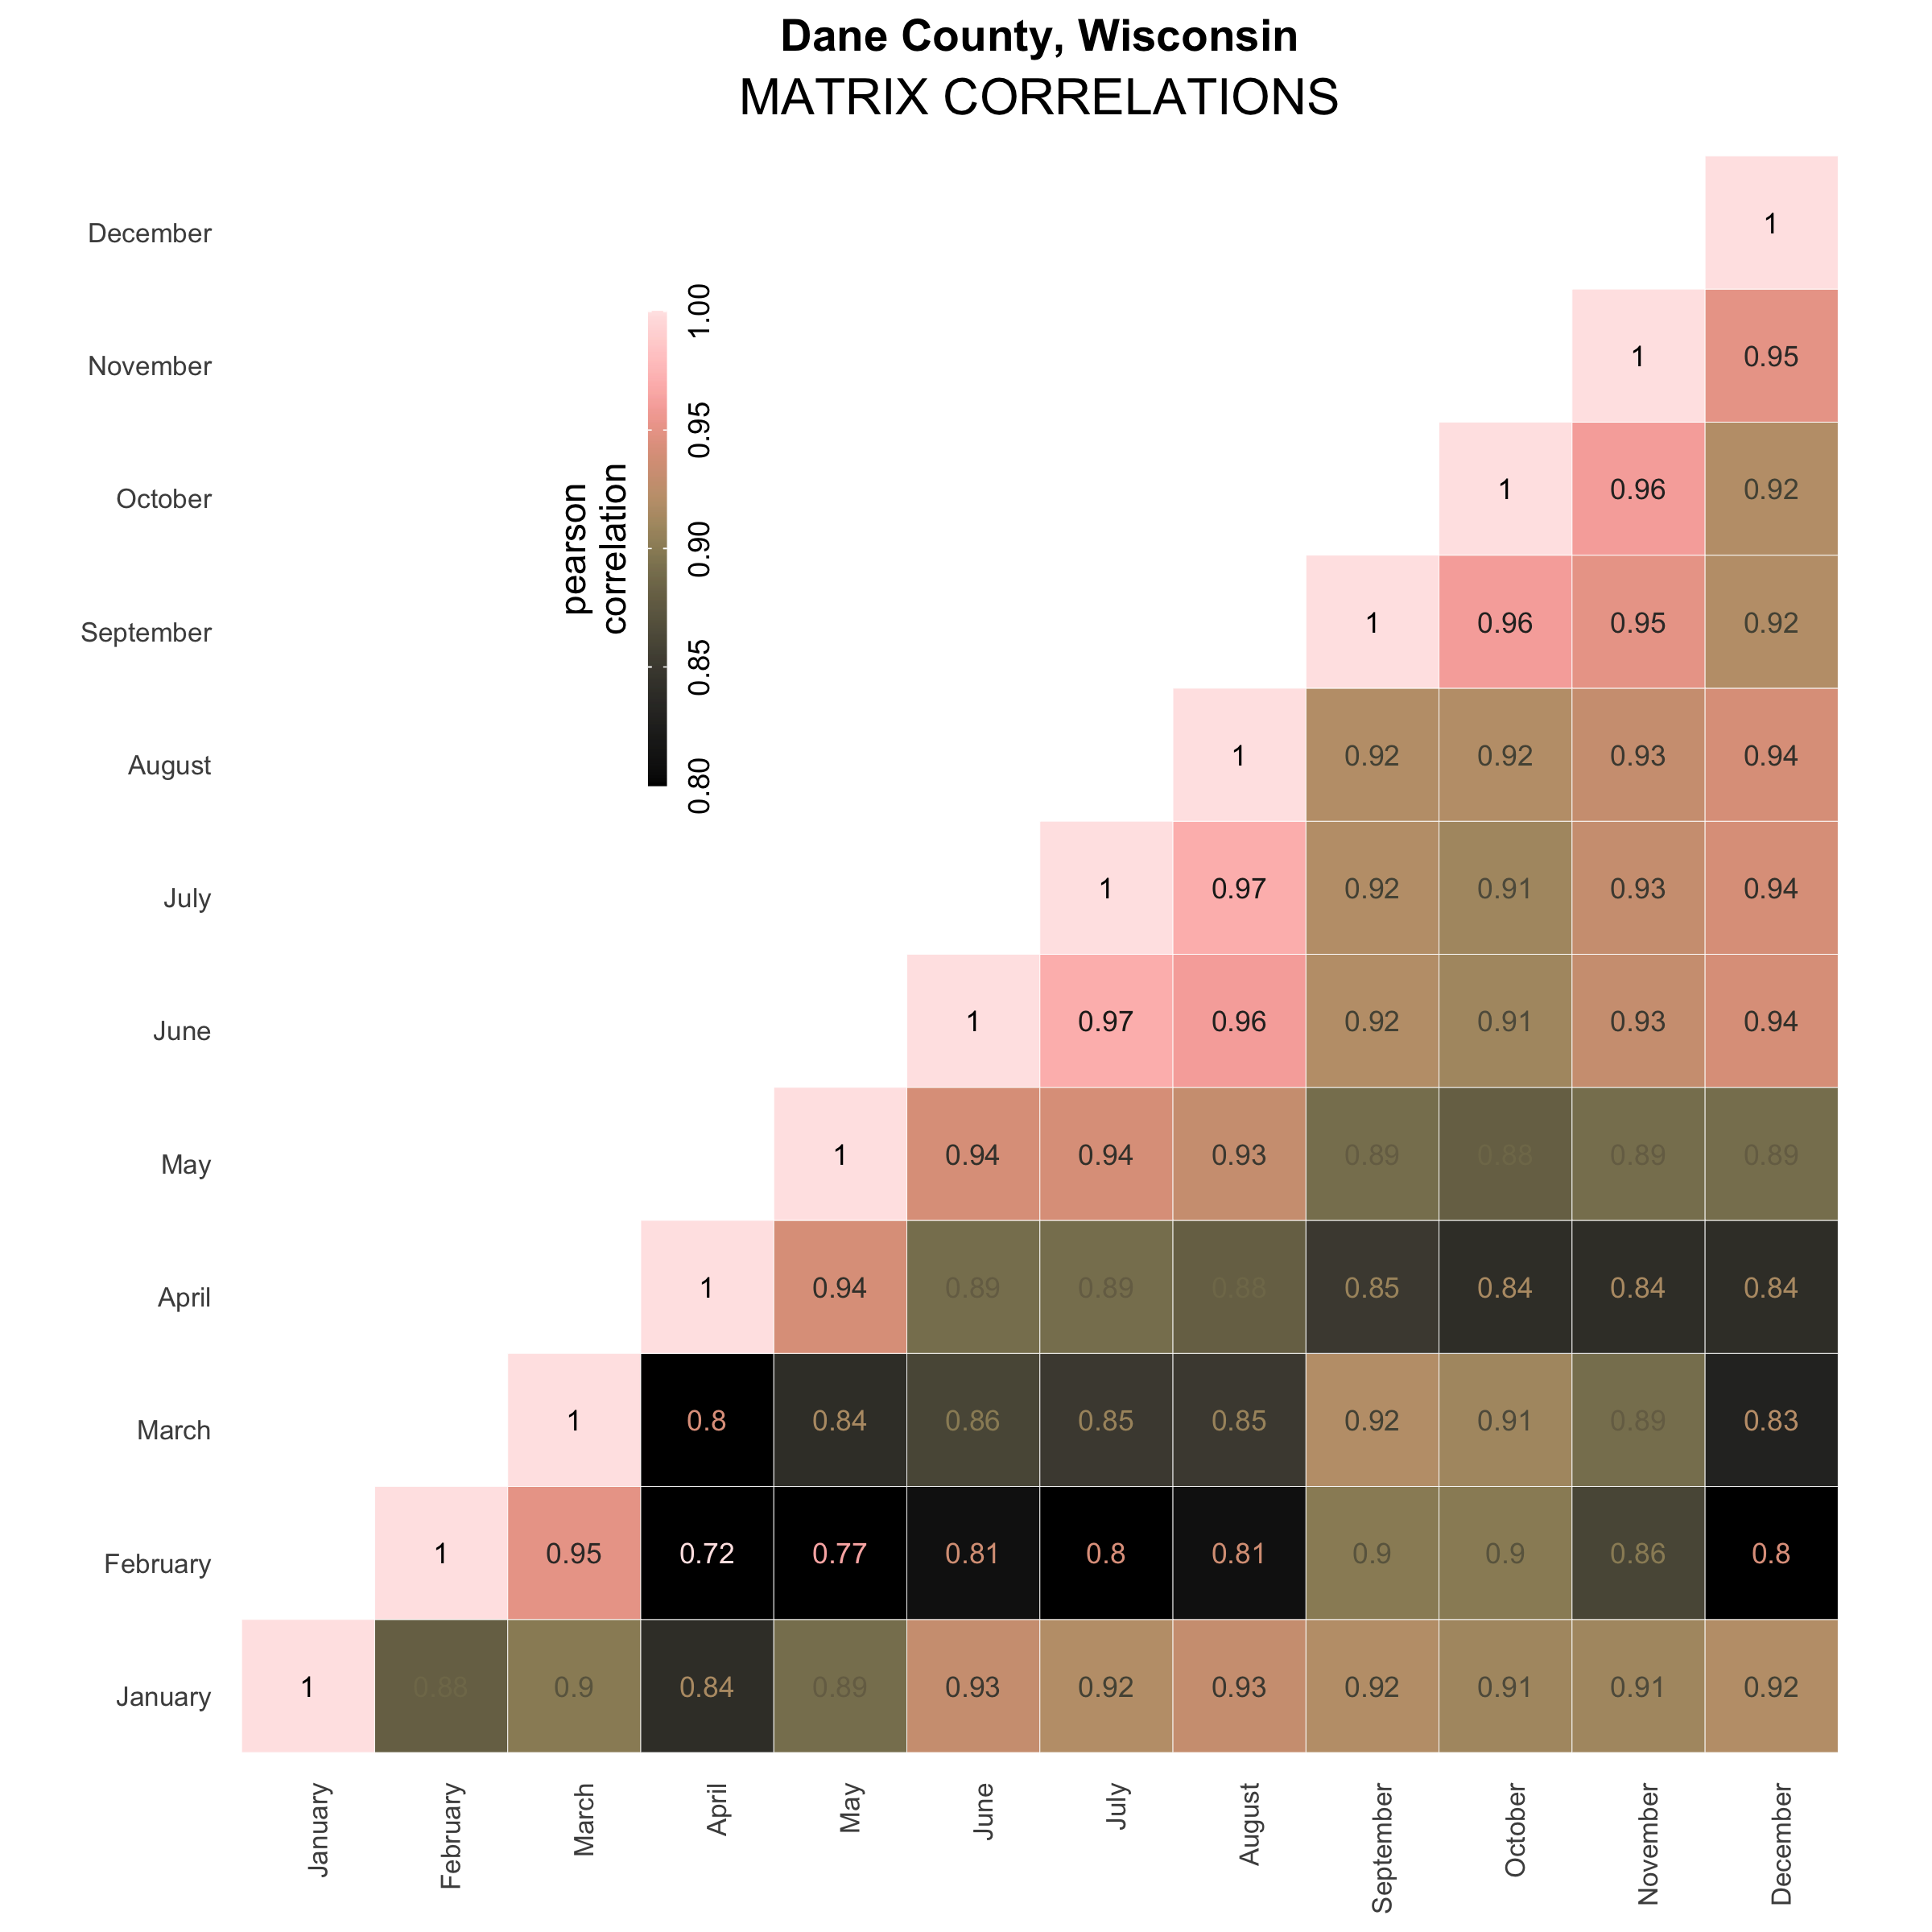 Dane County, Wisconsin
MATRIX CORRELATIONS
December 1
November 1 0.95
October 1 0.96 0.92
September 1 0.96 0.95 0.92
August 1 0.92 0.92 0.93 0.94
July 1 0.97 0.92 0.91 0.93 0.94
June 1 0.97 0.96 0.92 0.91 0.93 0.94
May 1 0.94 0.94 0.93 0.89 0.88 0.89 0.89
April 1 0.94 0.89 0.89 0.88 0.85 0.84 0.84 0.84
March 1 0.8 0.84 0.86 0.85 0.85 0.92 0.91 0.89 0.83
February 1 0.95 0.72 0.77 0.81 0.8 0.81 0.9 0.9 0.86 0.8
January 1 0.88 0.9 0.84 0.89 0.93 0.92 0.93 0.92 0.91 0.91 0.92
January February March April May June July August September October November December
pearson
correlation
0.80 0.85 0.90 0.95 1.00